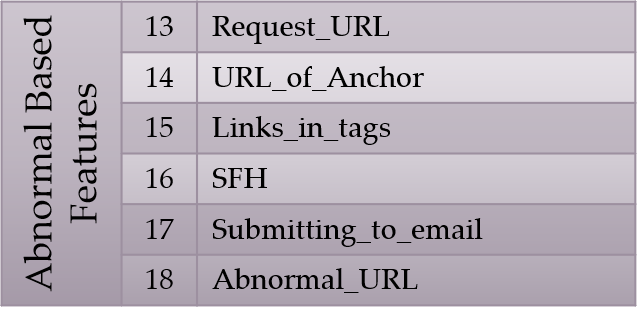 Abnormal Based
Features
13 Request_URL
14 URL_of_Anchor
15 Links_in_tags
16 SFH
17 Submitting_to_email
18 Abnormal_URL